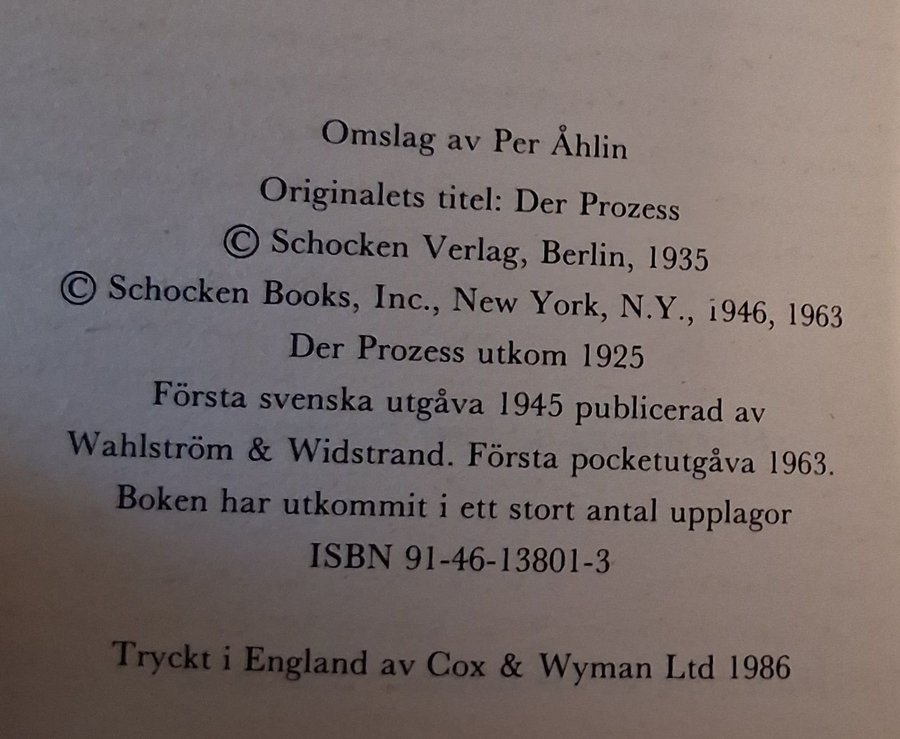 Omslag av Per Åhlin
Originalets titel: Der Prozess
© Schocken Verlag, Berlin, 1935
© Schocken Books, Inc., New York, N.Y., 1946, 1963
Der Prozess utkom 1925
Första svenska utgåva 1945 publicerad av
Wahlström & Widstrand. Första pocketutgåva 1963.
Boken har utkommit i ett stort antal upplagor
ISBN 91-46-13801-3
Tryckt i England av Cox & Wyman Ltd 1986